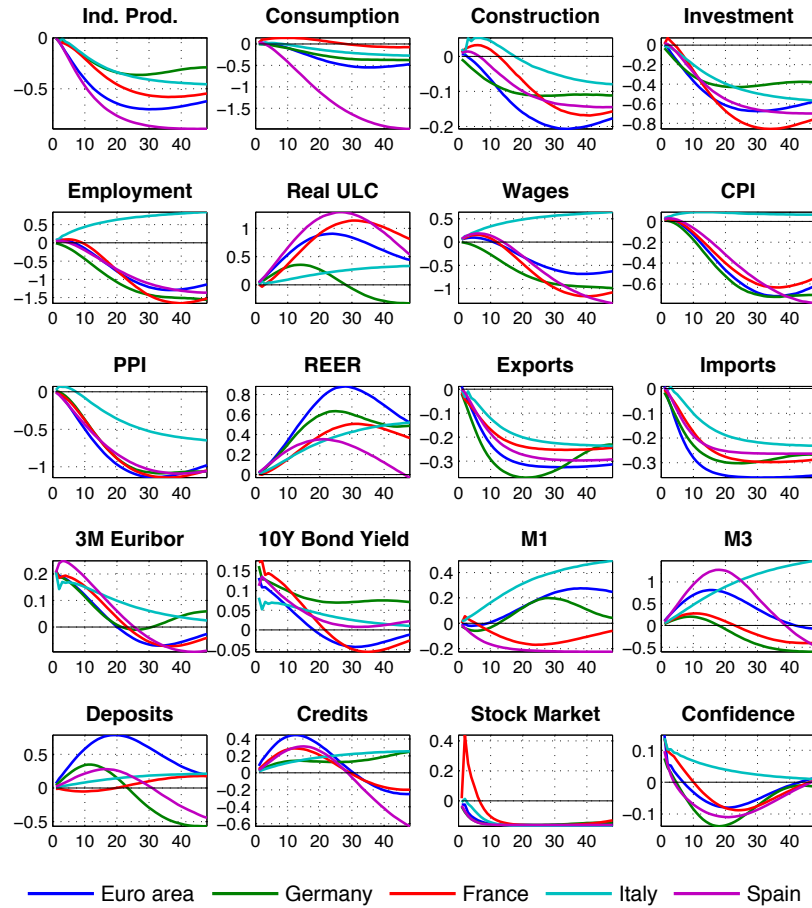 Ind. Prod. Consumption Construction Investment
0 0 0 0
−0.5 −0.5 −0.1 −0.2
−1 −0.2 −0.4
−1.5 −0.6
−0.8
0 10 20 30 40 0 10 20 30 40 0 10 20 30 40 0 10 20 30 40
Employment Real ULC Wages CPI
0.5 1 0.5 0
0 0.5 0 −0.2
−0.5 0 −0.5 −0.4
−1 −1 −0.6
−1.5
0 10 20 30 40 0 10 20 30 40 0 10 20 30 40 0 10 20 30 40
PPI REER Exports Imports
0 0.8 0 0
−0.5 0.6 −0.1 −0.1
−1 0.4 −0.2 −0.2
0.2 −0.3 −0.3
0
0 10 20 30 40 0 10 20 30 40 0 10 20 30 40 0 10 20 30 40
3M Euribor 10Y Bond Yield M1 M3
0.2 0.15 0.4 1
0.1 0.1 0.2 0.5
0 0.05 0 0
0 −0.2 −0.5
−0.05
0 10 20 30 40 0 10 20 30 40 0 10 20 30 40 0 10 20 30 40
Deposits Credits Stock Market Confidence
0.5 0.4 0.4 0.1
0 0.2 0.2 0
−0.5 0 0 −0.1
−0.2
−0.4
−0.6
0 10 20 30 40 0 10 20 30 40 0 10 20 30 40 0 10 20 30 40
Euro area Germany France Italy Spain